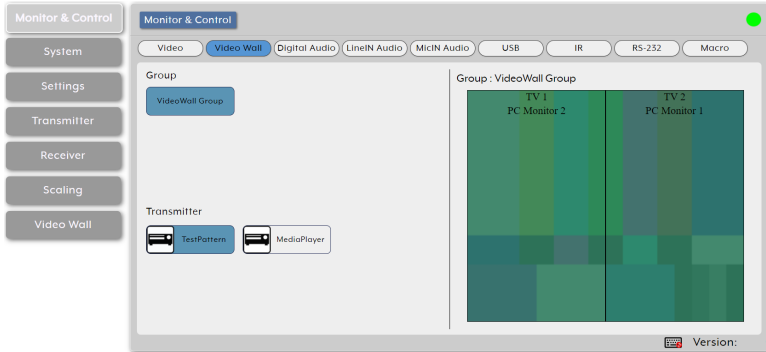 Monitor & Control
System
Settings
Transmitter
Receiver
Scaling
Video Wall
Monitor & Control
Video
Video Wall
Digital Audio
LineIN Audio
MicIN Audio
USB
IR
RS-232
Macro
Group
VideoWall Group
Transmitter
TestPattern
MediaPlayer
Group : VideoWall Group
TV 1
PC Monitor 2
TV 2
PC Monitor 1
Version: